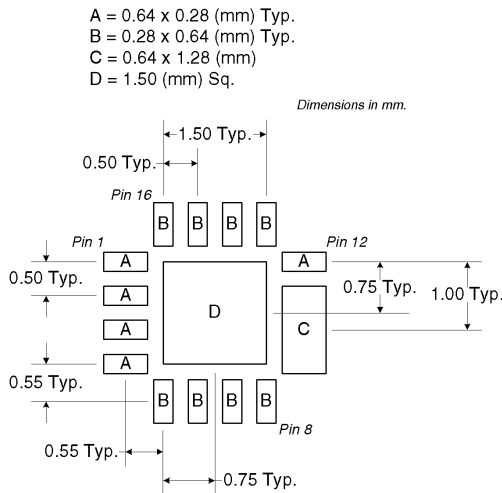 A = 0.64 x 0.28 (mm) Typ.
B = 0.28 x 0.64 (mm) Typ.
C = 0.64 x 1.28 (mm)
D = 1.50 (mm) Sq.
Dimensions in mm.
1.50 Typ.
0.50 Typ.
Pin 16
B B B B
Pin 1
Pin 12
A
A
0.50 Typ.
0.75 Typ.
1.00 Typ.
A
D
C
A
A
0.55 Typ.
B B B B
Pin 8
0.55 Typ.
0.75 Typ.